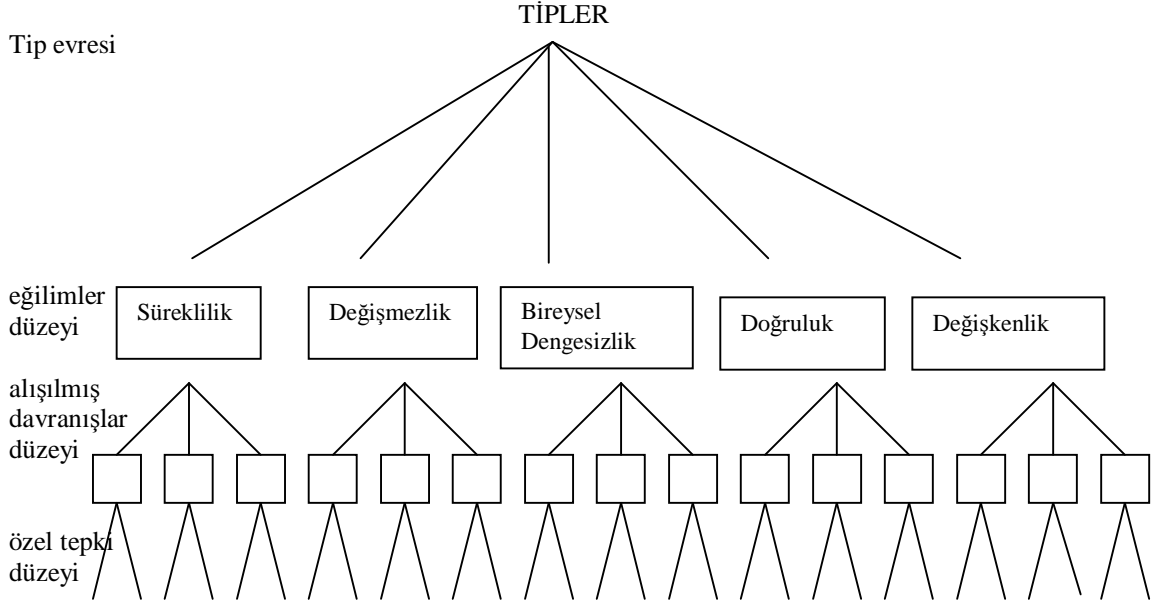 TİPLER
Tip evresi
eğilimler
düzeyi
Süreklilik
Değişmezlik
Bireysel
Dengesizlik
Doğruluk
Değişkenlik
alışılmış
davranışlar
düzeyi
özel tepki
düzeyi